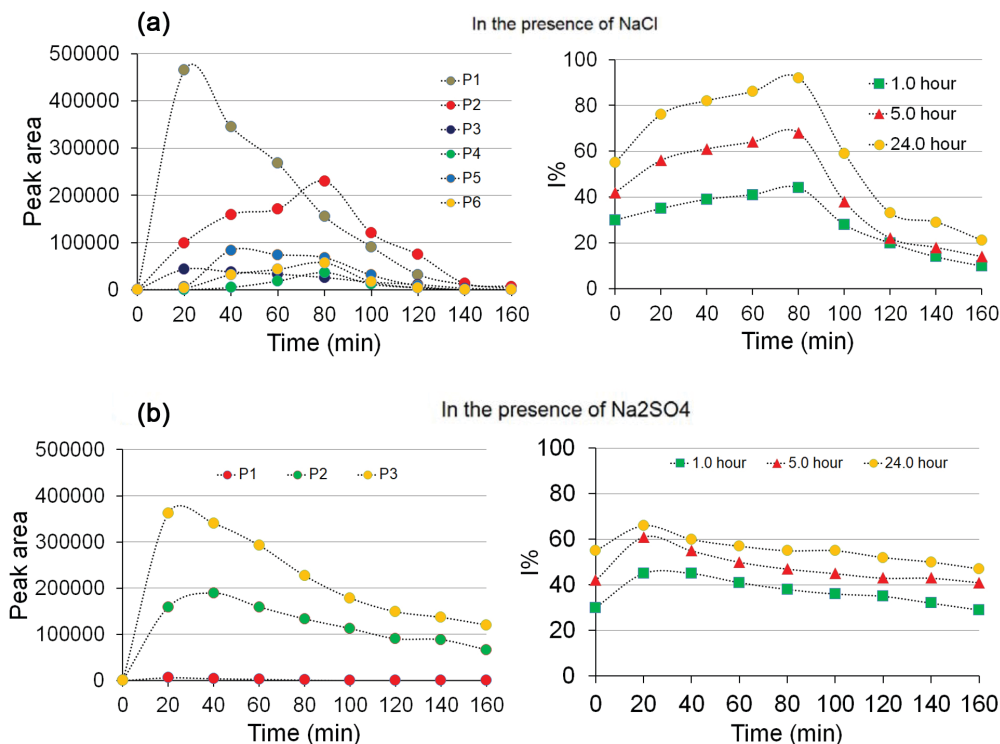 (a)
In the presence of NaCl
500000
400000
300000
200000
100000
0
Peak area
0 20 40 60 80 100 120 140 160
Time (min)
P1
P2
P3
P4
P5
P6
100
80
60
40
20
0
I%
0 20 40 60 80 100 120 140 160
Time (min)
1.0 hour
5.0 hour
24.0 hour
(b)
In the presence of Na2SO4
500000
400000
300000
200000
100000
0
Peak area
0 20 40 60 80 100 120 140 160
Time (min)
P1 P2 P3
100
80
60
40
20
0
I%
0 20 40 60 80 100 120 140 160
Time (min)
1.0 hour 5.0 hour 24.0 hour